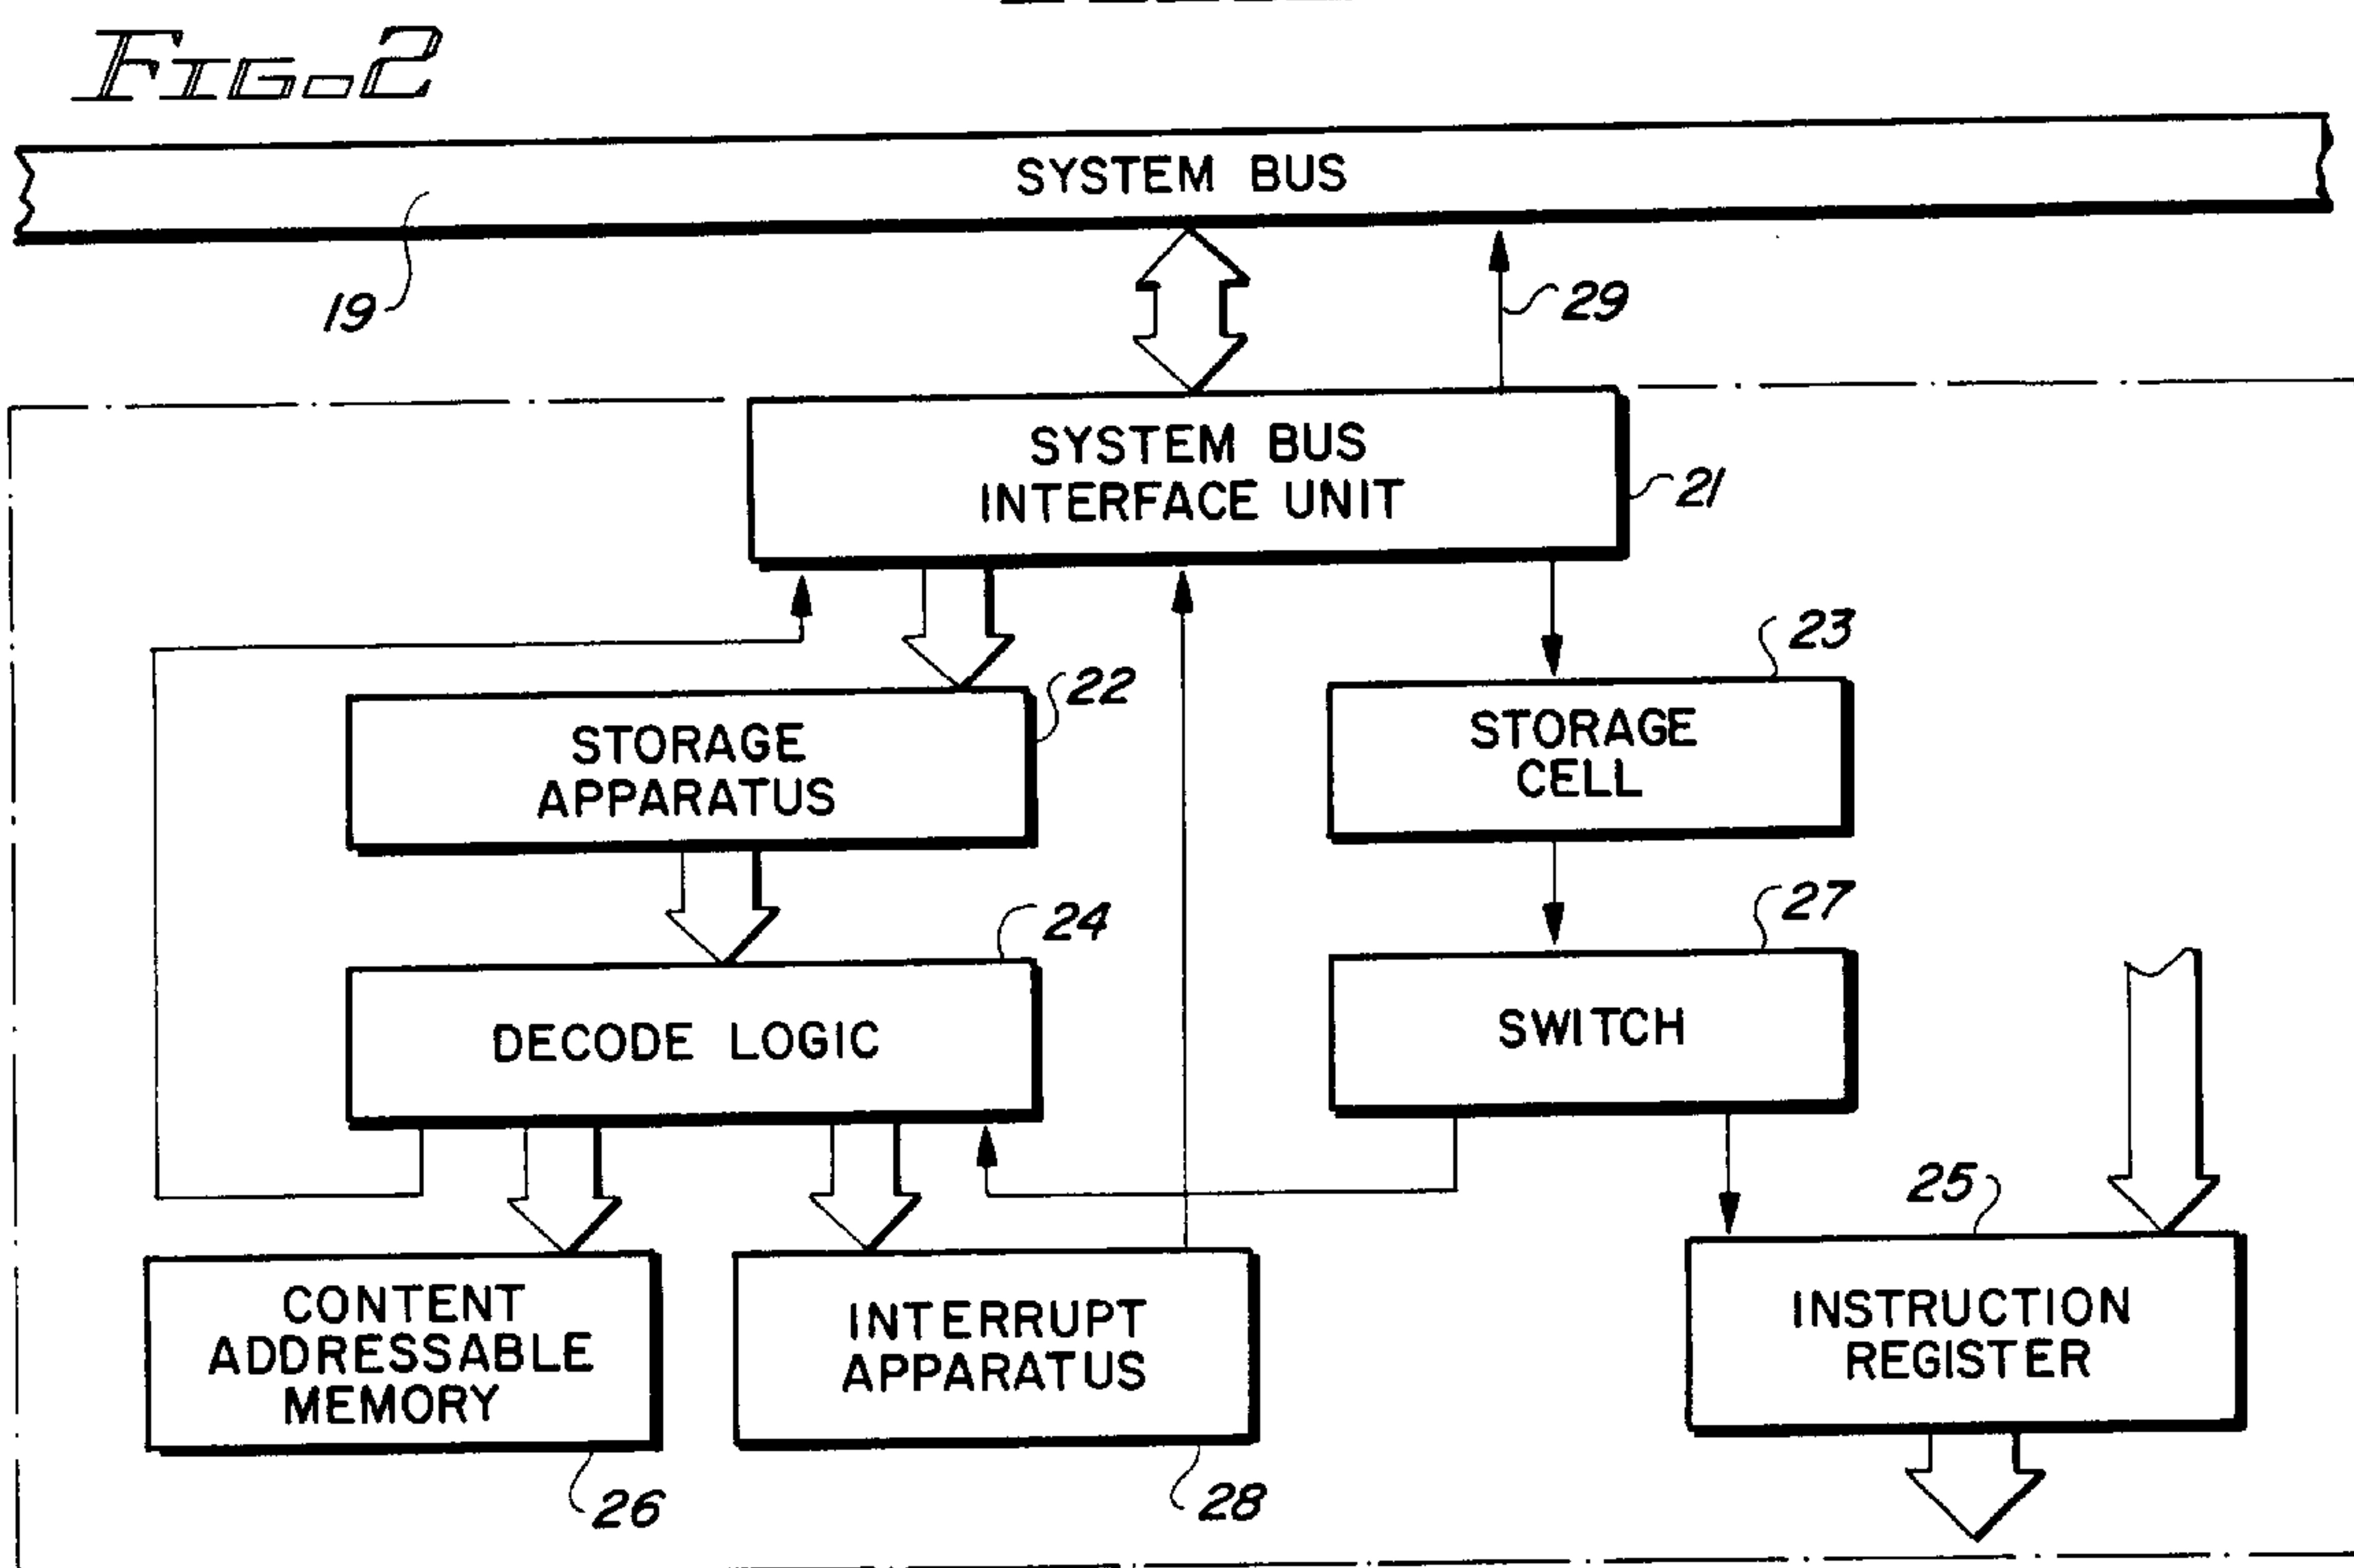 FIG. 2
SYSTEM BUS
19
29
SYSTEM BUS
INTERFACE UNIT
21
23
22
STORAGE
APPARATUS
STORAGE
CELL
27
24
DECODE LOGIC
SWITCH
25
CONTENT
ADDRESSABLE
MEMORY
INTERRUPT
APPARATUS
INSTRUCTION
REGISTER
26
28